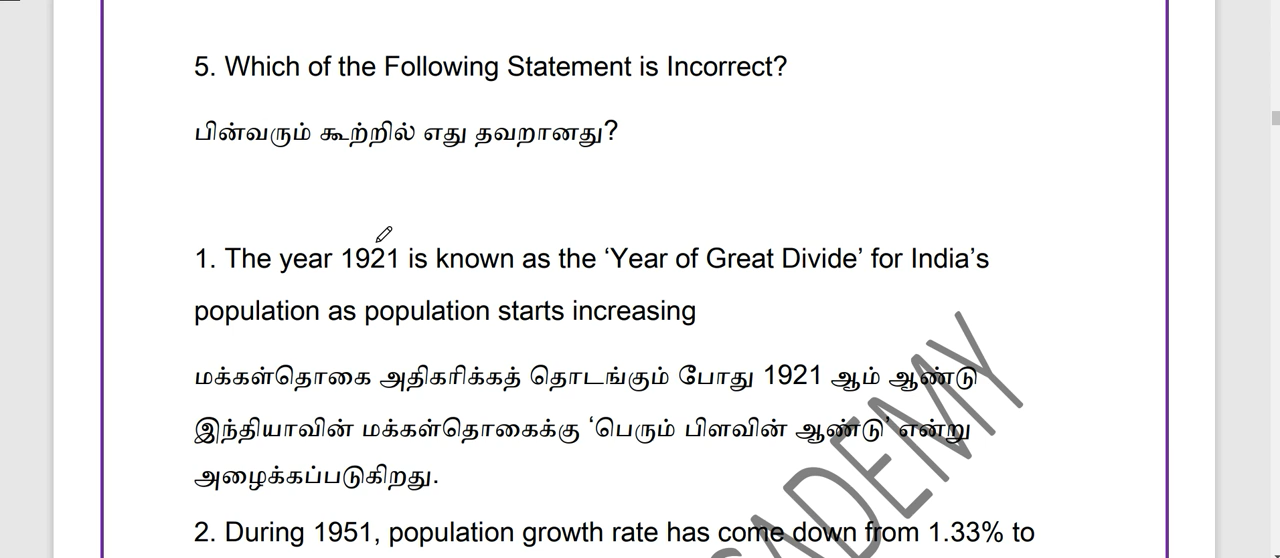 5. Which of the Following Statement is Incorrect?
பின்வரும் கூற்றில் எது தவறானது?
1. The year 1921 is known as the ‘Year of Great Divide’ for India’s
population as population starts increasing
மக்கள்தொகை அதிகரிக்கத் தொடங்கும் போது 1921 ஆம் ஆண்டு
இந்தியாவின் மக்கள்தொகைக்கு ‘பெரும் பிளவின் ஆண்டு’ என்று
அழைக்கப்படுகிறது.
2. During 1951, population growth rate has come down from 1.33% to
ACADEMY